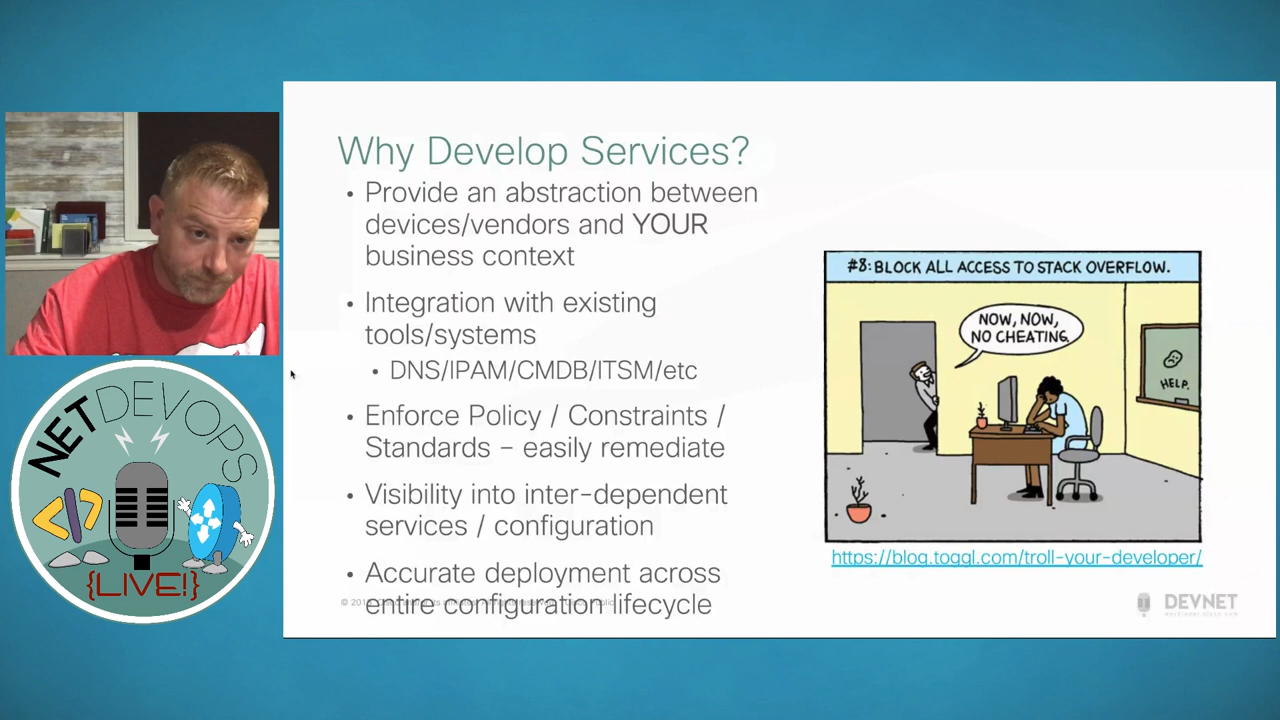 Why Develop Services?
• Provide an abstraction between
devices/vendors and YOUR
business context
• Integration with existing
tools/systems
• DNS/IPAM/CMDB/ITSM/etc
• Enforce Policy / Constraints /
Standards – easily remediate
• Visibility into inter-dependent
services / configuration
• Accurate deployment across
entire configuration lifecycle
#8: BLOCK ALL ACCESS TO STACK OVERFLOW.
NOW, NOW,
NO CHEATING.
HELP.
https://blog.toggl.com/troll-your-developer/
DEVNET
NETDEVOPS
</>
{LIVE!}